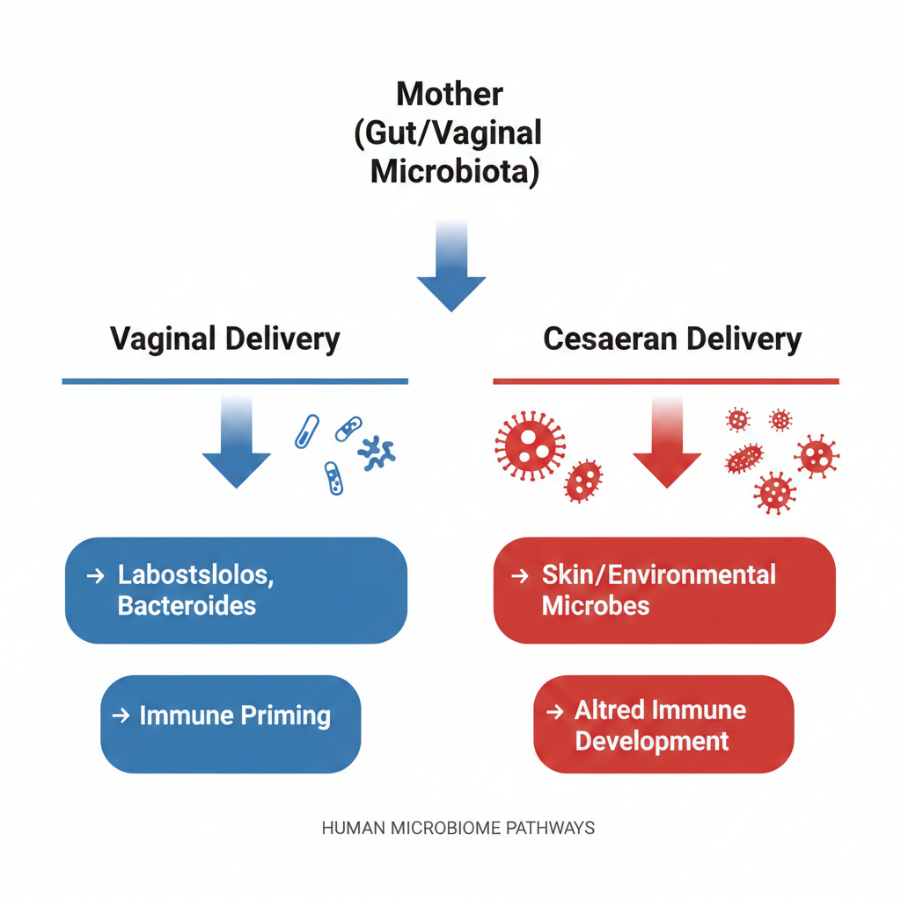 Mother
(Gut/Vaginal
Microbiota)
Vaginal Delivery
Cesaeran Delivery
→ Labostslolos,
Bacteroides
→ Skin/Environmental
Microbes
→ Immune Priming
→ Altred Immune
Development
HUMAN MICROBIOME PATHWAYS